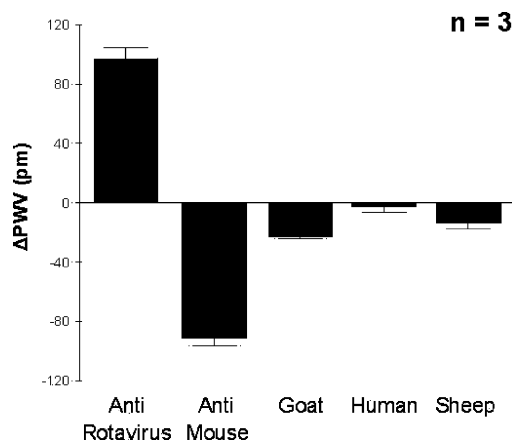 n = 3
120
80
40
0
-40
-80
-120
ΔPWV (pm)
Anti Rotavirus
Anti Mouse
Goat
Human
Sheep